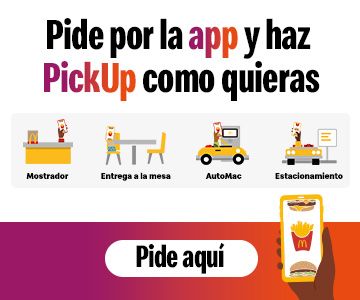 Pide por la app y haz
PickUp como quieras
Mostrador
Entrega a la mesa
AutoMac
Estacionamiento
Pide aquí